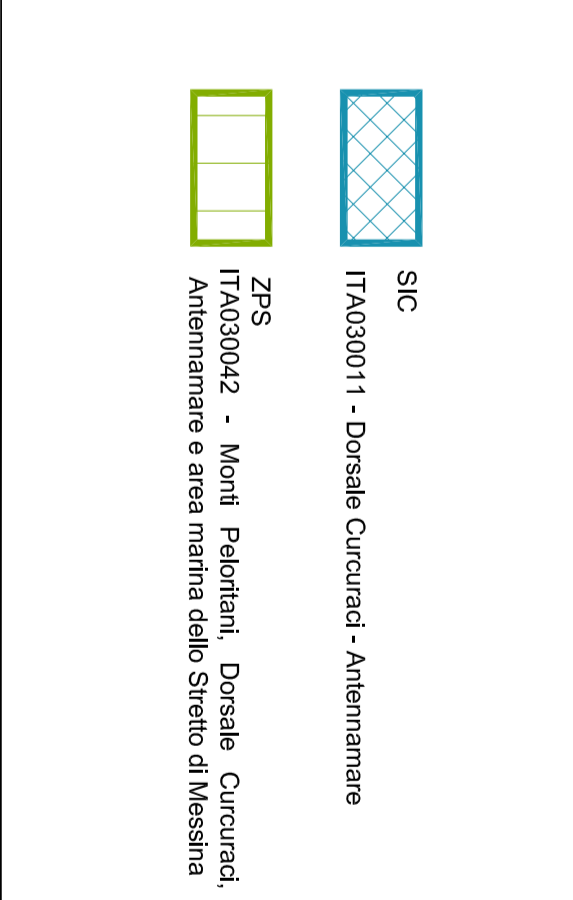 SIC
ITA030011 - Dorsale Curcuraci - Antennamare
ZPS
ITA030042 - Monti Peloritani, Dorsale Curcuraci,
Antennamare e area marina dello Stretto di Messina